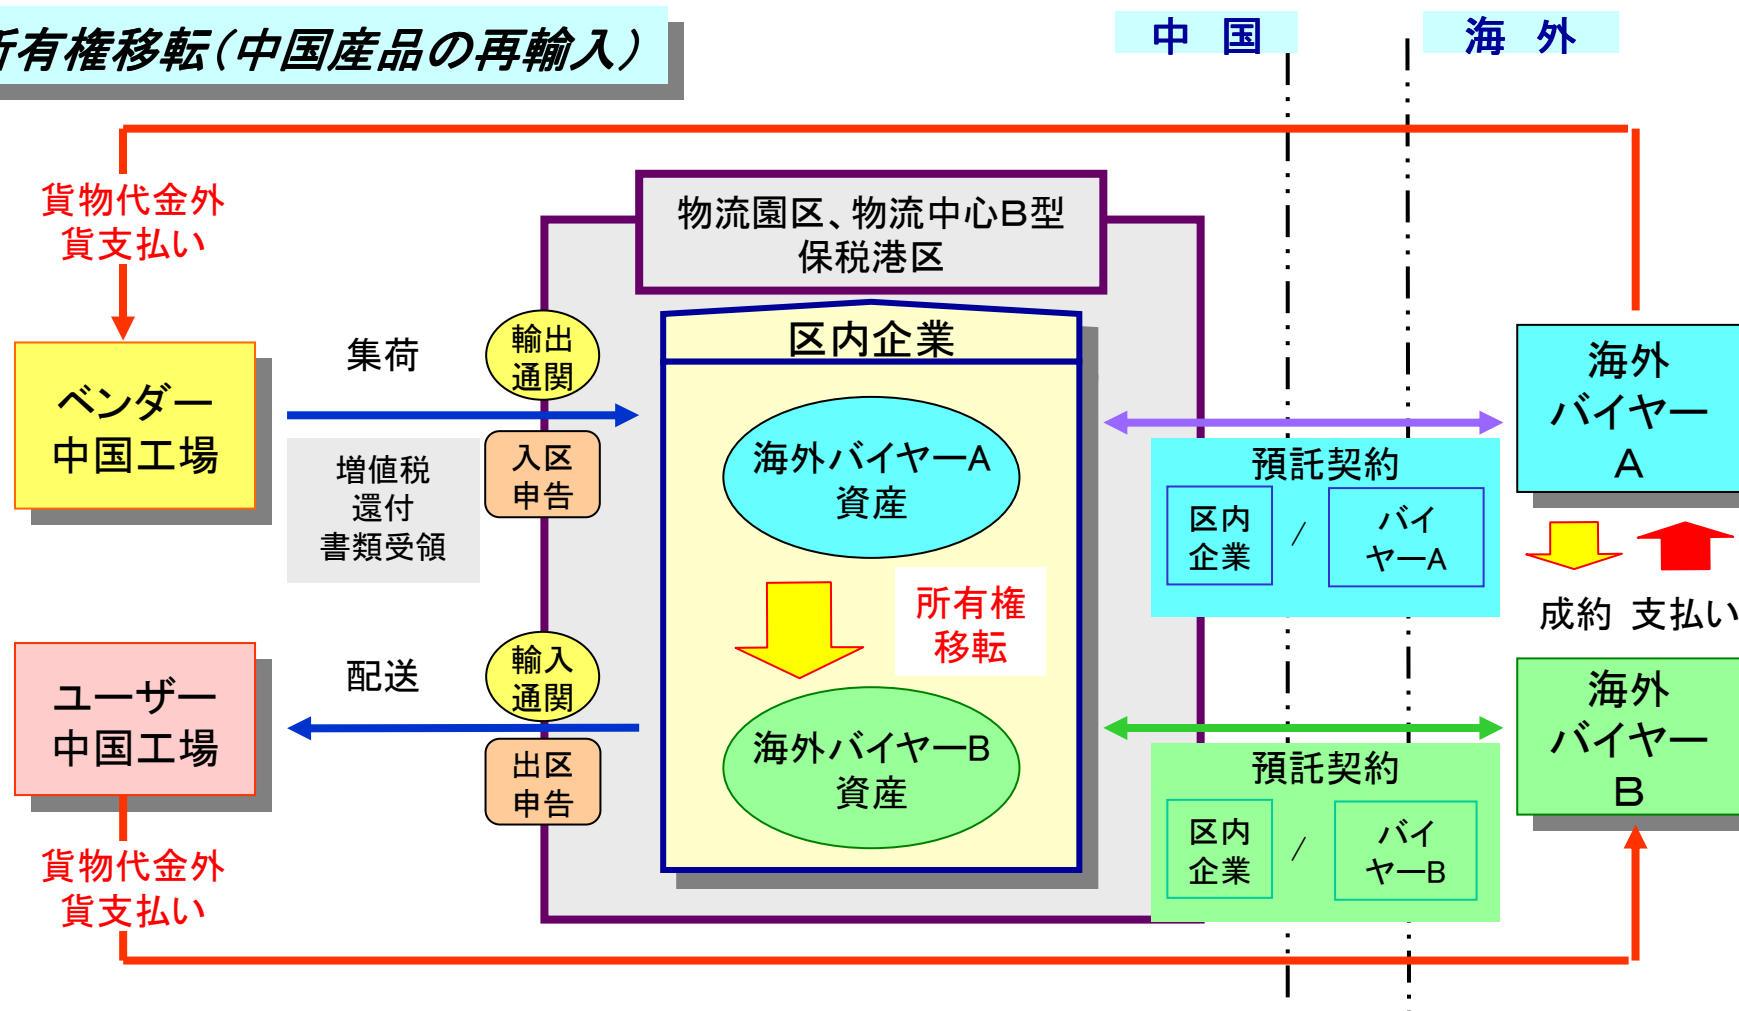 所有権移転（中国産品の再輸入）
中　国
海　外
貨物代金外
貨支払い
物流園区、物流中心Ｂ型
保税港区
区内企業
ベンダー
中国工場
集荷
輸出
通関
入区
申告
増値税
還付
書類受領
海外バイヤーA
資産
所有権
移転
海外バイヤーB
資産
預託契約
区内
企業
/
バイ
ヤーA
海外
バイヤー
Ａ
成約
支払い
ユーザー
中国工場
配送
輸入
通関
出区
申告
預託契約
区内
企業
/
バイ
ヤーB
海外
バイヤー
Ｂ
貨物代金外
貨支払い